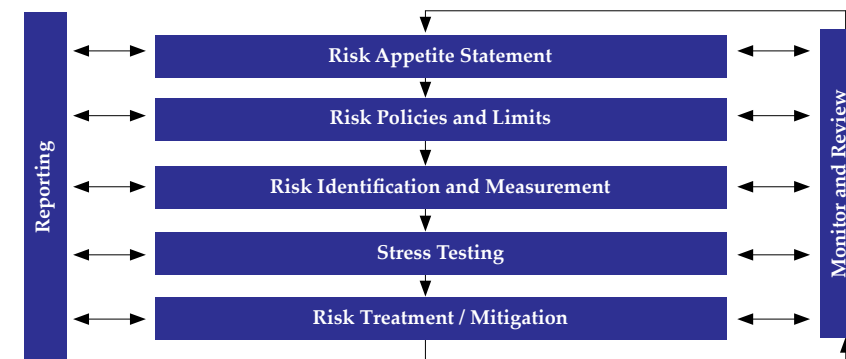 Reporting
Risk Appetite Statement
Risk Policies and Limits
Risk Identification and Measurement
Stress Testing
Risk Treatment / Mitigation
Monitor and Review